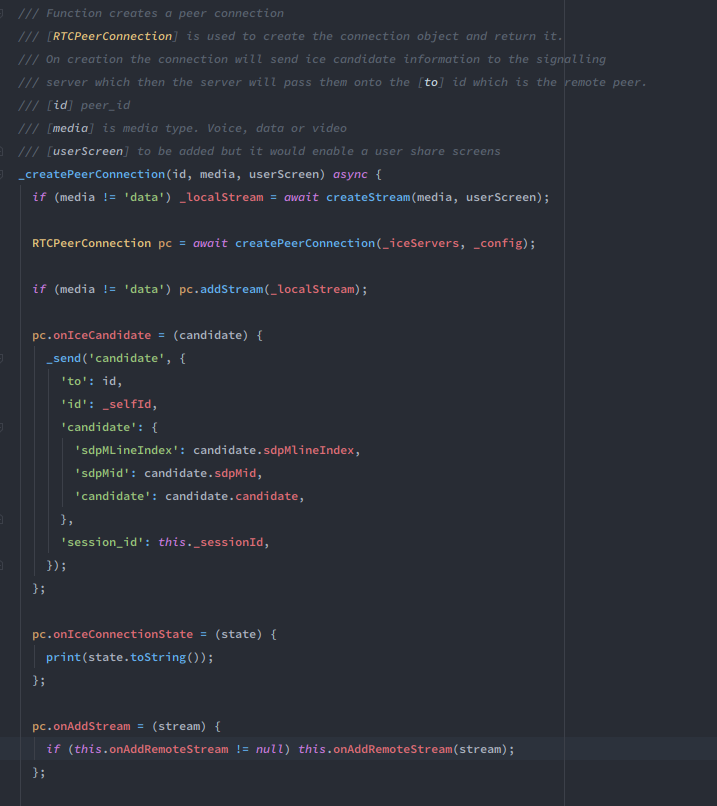 /// Function creates a peer connection
/// [RTCPeerConnection] is used to create the connection object and return it.
/// On creation the connection will send ice candidate information to the signalling
/// server which then the server will pass them onto the [to] id which is the remote peer.
/// [id] peer_id
/// [media] is media type. Voice, data or video
/// [userScreen] to be added but it would enable a user share screens
_createPeerConnection(id, media, userScreen) async {
  if (media != 'data') _localStream = await createStream(media, userScreen);

  RTCPeerConnection pc = await createPeerConnection(_iceServers, _config);

  if (media != 'data') pc.addStream(_localStream);

  pc.onIceCandidate = (candidate) {
    _send('candidate', {
      'to': id,
      'id': _selfId,
      'candidate': {
        'sdpMLineIndex': candidate.sdpMlineIndex,
        'sdpMid': candidate.sdpMid,
        'candidate': candidate.candidate,
      },
      'session_id': this._sessionId,
    });
  };

  pc.onIceConnectionState = (state) {
    print(state.toString());
  };

  pc.onAddStream = (stream) {
    if (this.onAddRemoteStream != null) this.onAddRemoteStream(stream);
  };